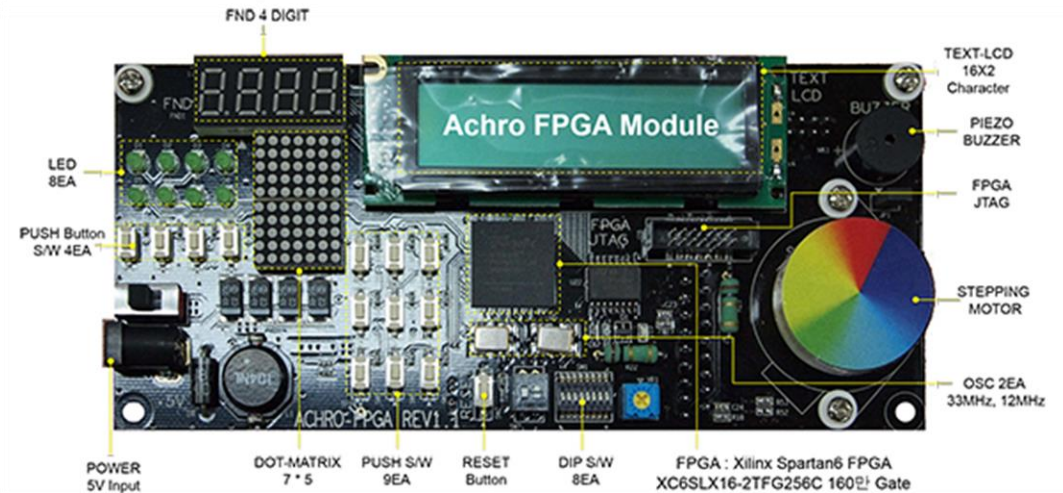 FND 4 DIGIT
TEXT-LCD
16X2
Character
TEXT
LCD
FND
FND1
BUZZER
Achro FPGA Module
PIEZO
BUZZER
LED
8EA
FPGA
JTAG
FPGA
JTAG
PUSH Button
S/W 4EA
STEPPING
MOTOR
104NL
+5V
OSC 2EA
33MHz, 12MHz
ACHRO-FPGA REV1.1
POWER
5V Input
DOT-MATRIX
7 * 5
PUSH S/W
9EA
RESET
Button
DIP S/W
8EA
FPGA : Xilinx Spartan6 FPGA
XC6SLX16-2TFG256C 160만 Gate